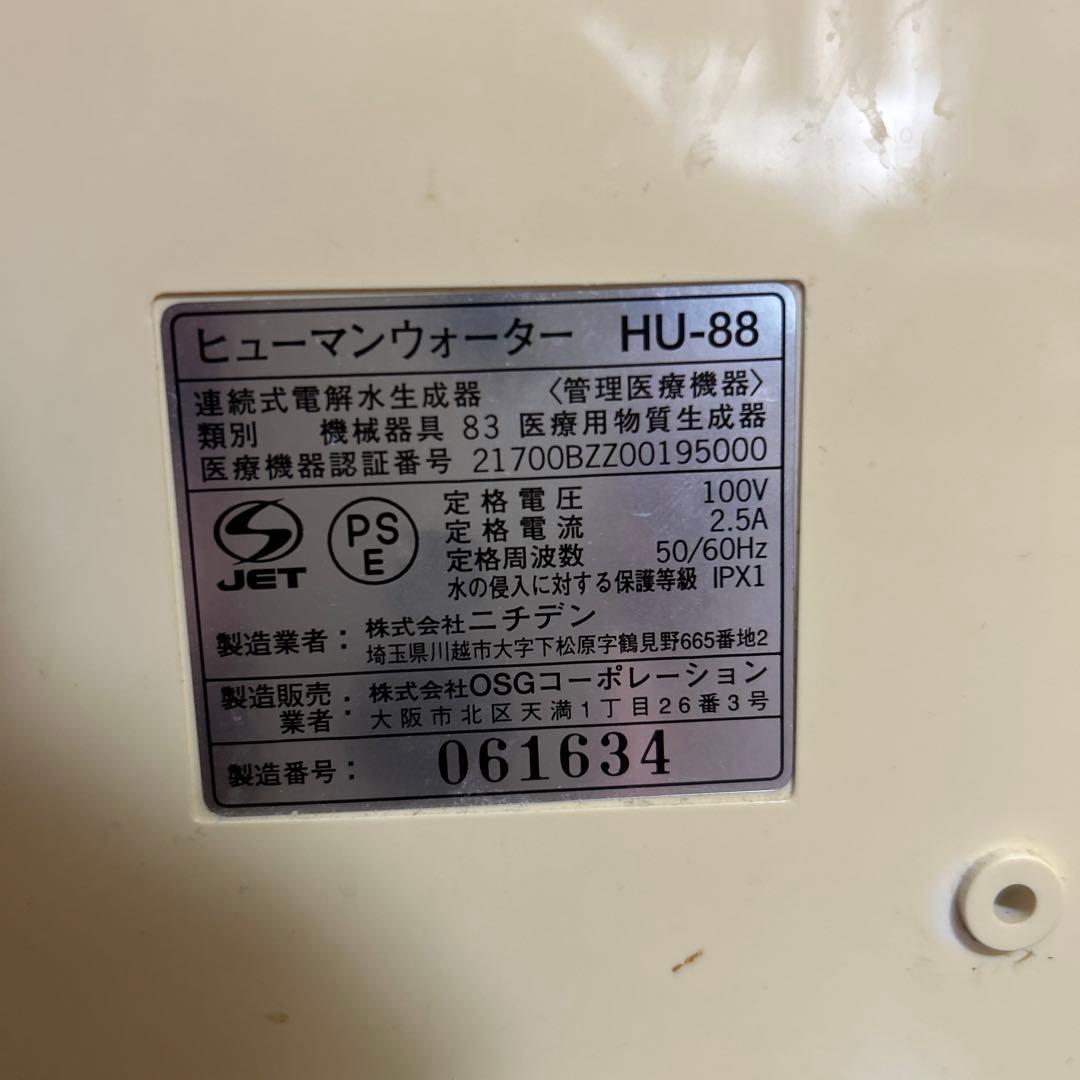 ヒューマンウォーター HU-88
連続式電解水生成器 〈管理医療機器〉
類別 機械器具 83 医療用物質生成器
医療機器認証番号 21700BZZ00195000
JET
PS
E
定格電圧 100V
定格電流 2.5A
定格周波数 50/60Hz
水の侵入に対する保護等級 IPX1
製造業者： 株式会社ニチデン
埼玉県川越市大字下松原字鶴見野665番地2
製造販売業者： 株式会社OSGコーポレーション
大阪市北区天満1丁目26番3号
製造番号： 061634